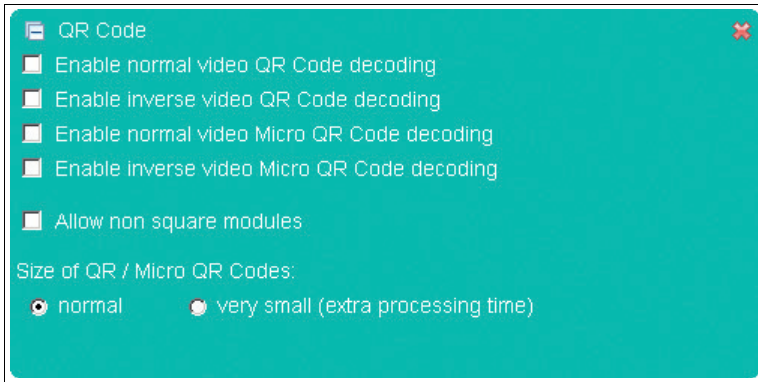 QR Code
Enable normal video QR Code decoding
Enable inverse video QR Code decoding
Enable normal video Micro QR Code decoding
Enable inverse video Micro QR Code decoding
Allow non square modules
Size of QR / Micro QR Codes:
normal very small (extra processing time)